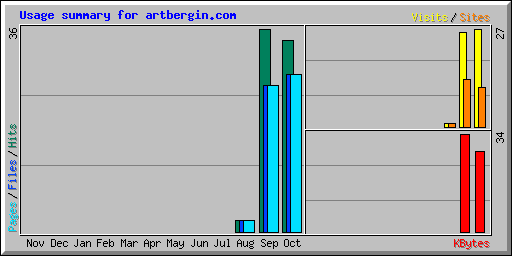 Usage summary for artbergin.com
Visits / Sites
36
27
Pages / Files / Hits
34
Nov Dec Jan Feb Mar Apr May Jun Jul Aug Sep Oct
KBytes